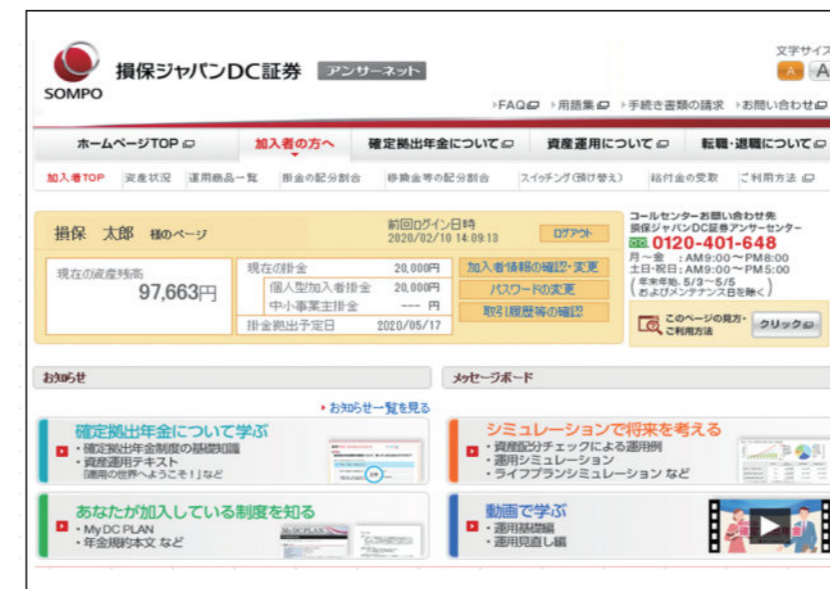 SOMPO
損保ジャパンDC証券 アンサーネット
文字サイズ
A A
FAQ 用語集 手続き書類の請求 お問い合わせ
ホームページTOP 加入者の方へ 確定拠出年金について 資産運用について 転職・退職について
加入者TOP 資産状況 運用商品一覧 掛金の配分割合 移換金等の配分割合 スイッチング(預け替え) 給付金の受取 ご利用方法
損保 太郎 様のページ
前回ログイン日時
2020/02/10 14:09:13
ログアウト
現在の資産残高
97,663円
現在の掛金 20,000円
個人型加入者掛金 20,000円
中小事業主掛金 --- 円
掛金拠出予定日 2020/05/17
加入者情報の確認・変更
パスワードの変更
取引履歴等の確認
コールセンターお問い合わせ先
損保ジャパンDC証券アンサーセンター
0120-401-648
月~金 :AM9:00~PM8:00
土日・祝日:AM9:00~PM5:00
(年末年始、5/3~5/5
およびメンテナンス日を除く)
このページの見方・
ご利用方法
クリック
お知らせ
お知らせ一覧を見る
メッセージボード
確定拠出年金について学ぶ
・確定拠出年金制度の基礎知識
・資産運用テキスト
「運用の世界へようこそ!」など
シミュレーションで将来を考える
・資産配分チェックによる運用例
・運用シミュレーション
・ライフプランシミュレーション など
あなたが加入している制度を知る
・My DC PLAN
・年金規約本文 など
My DC PLAN
動画で学ぶ
・運用基礎編
・運用見直し編